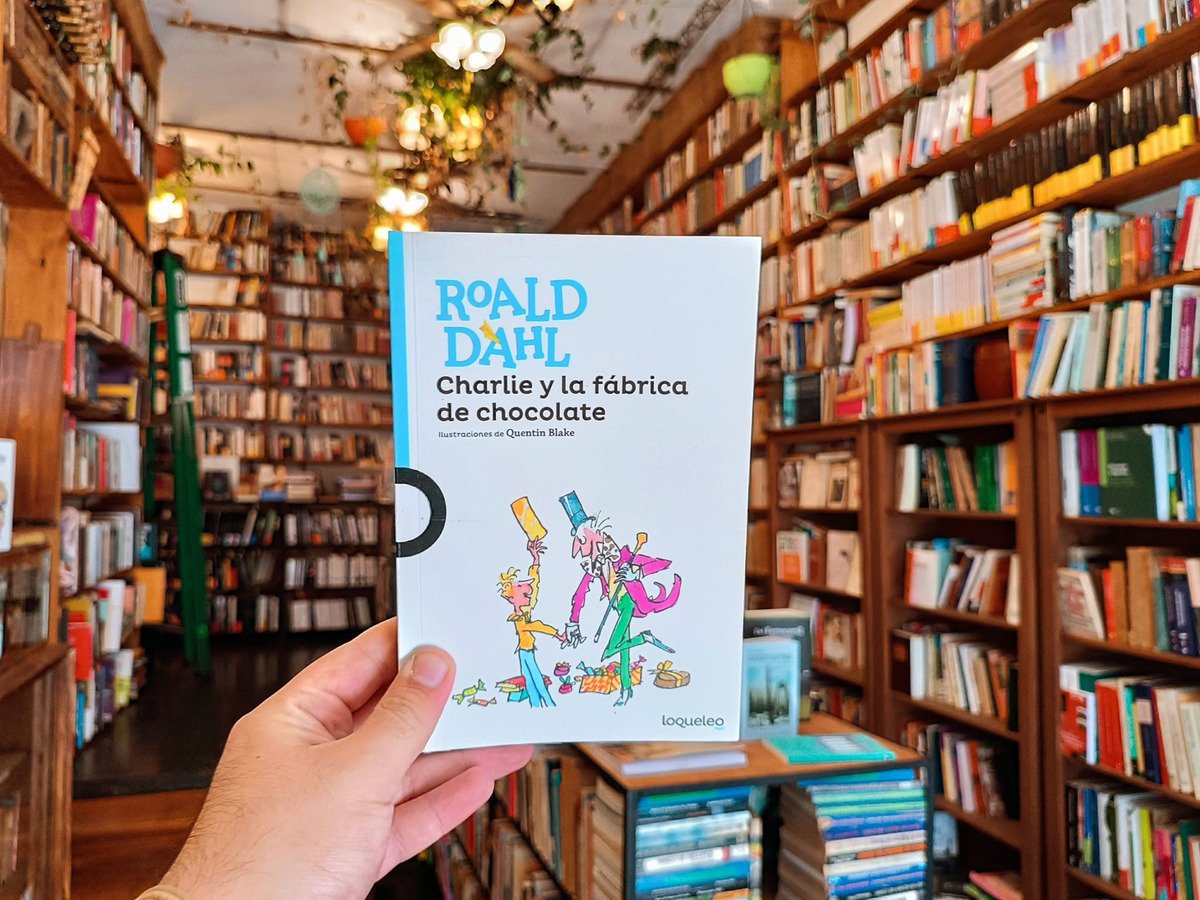 ROALD
DAHL
Charlie y la fábrica
de chocolate
Ilustraciones de Quentin Blake
loqueleo